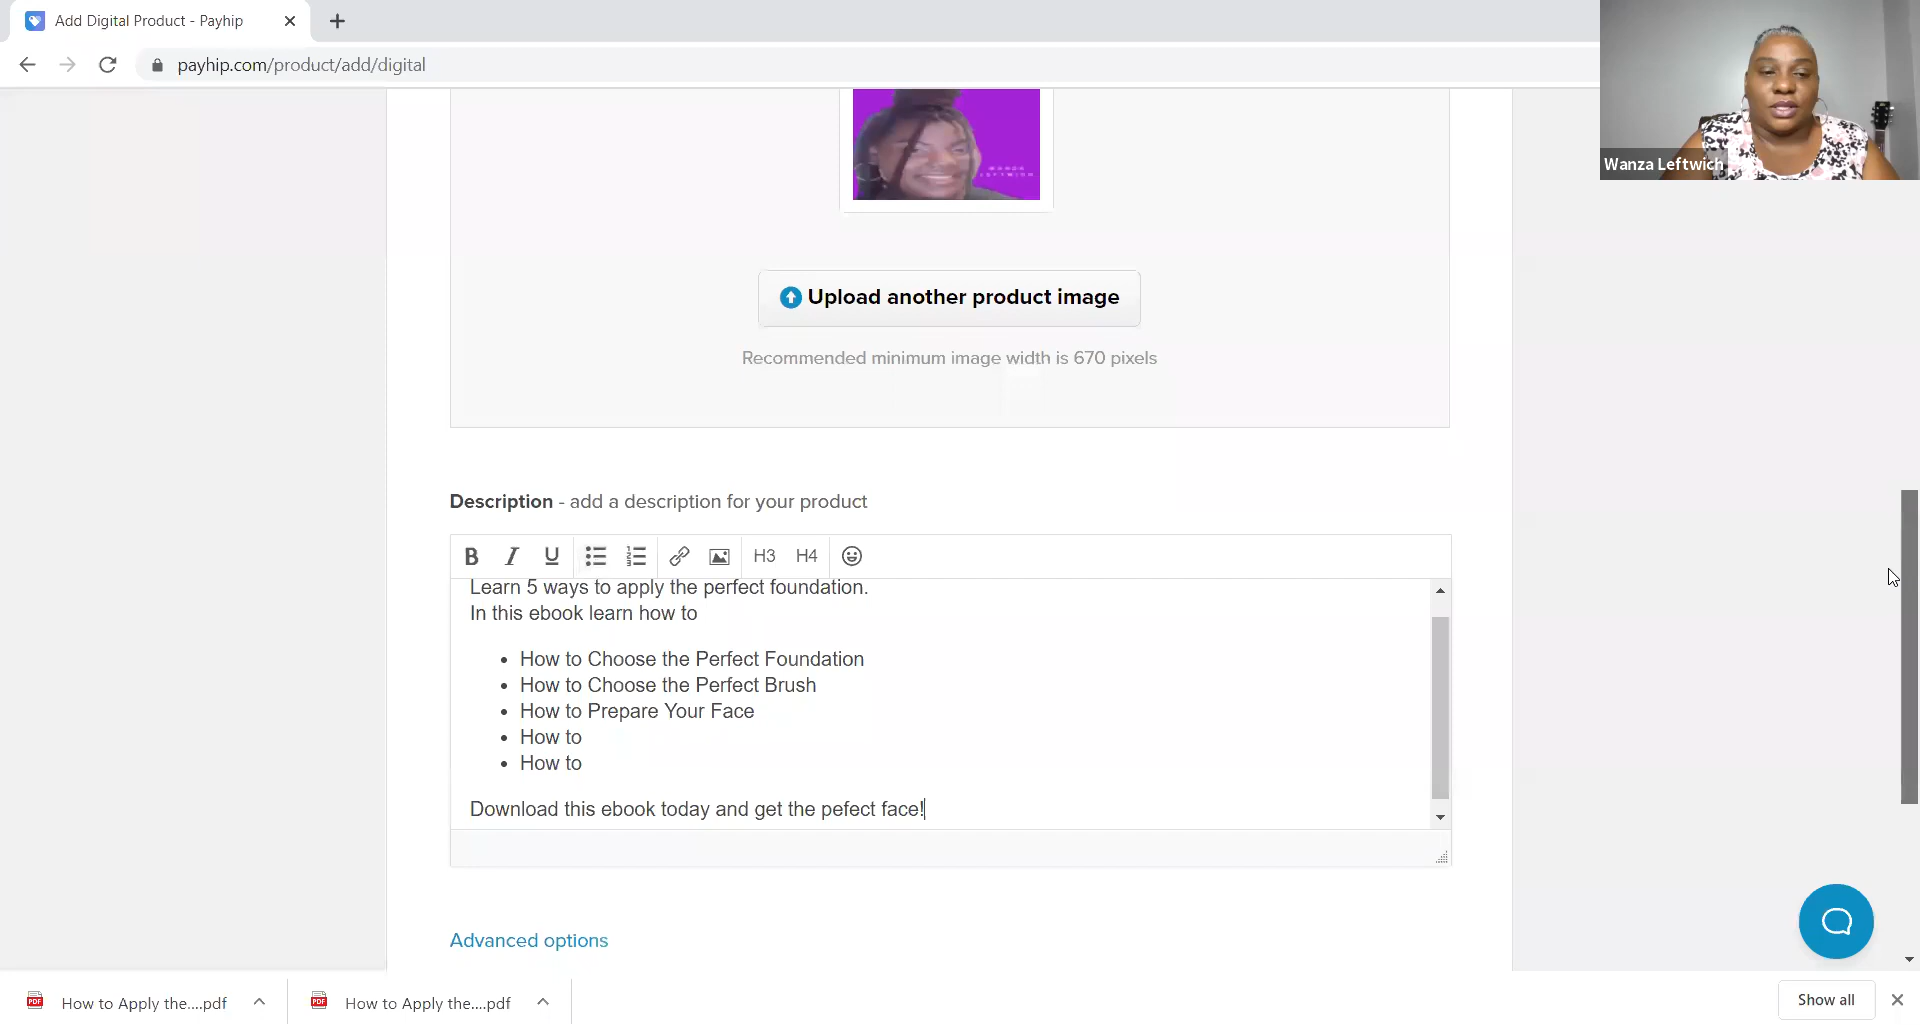 Add Digital Product - Payhip
payhip.com/product/add/digital
Wanza Leftwich
Upload another product image
Recommended minimum image width is 670 pixels
Description - add a description for your product
B I U H3 H4
Learn 5 ways to apply the perfect foundation.
In this ebook learn how to
• How to Choose the Perfect Foundation
• How to Choose the Perfect Brush
• How to Prepare Your Face
• How to
• How to
Download this ebook today and get the pefect face!
Advanced options
How to Apply the....pdf
How to Apply the....pdf
Show all